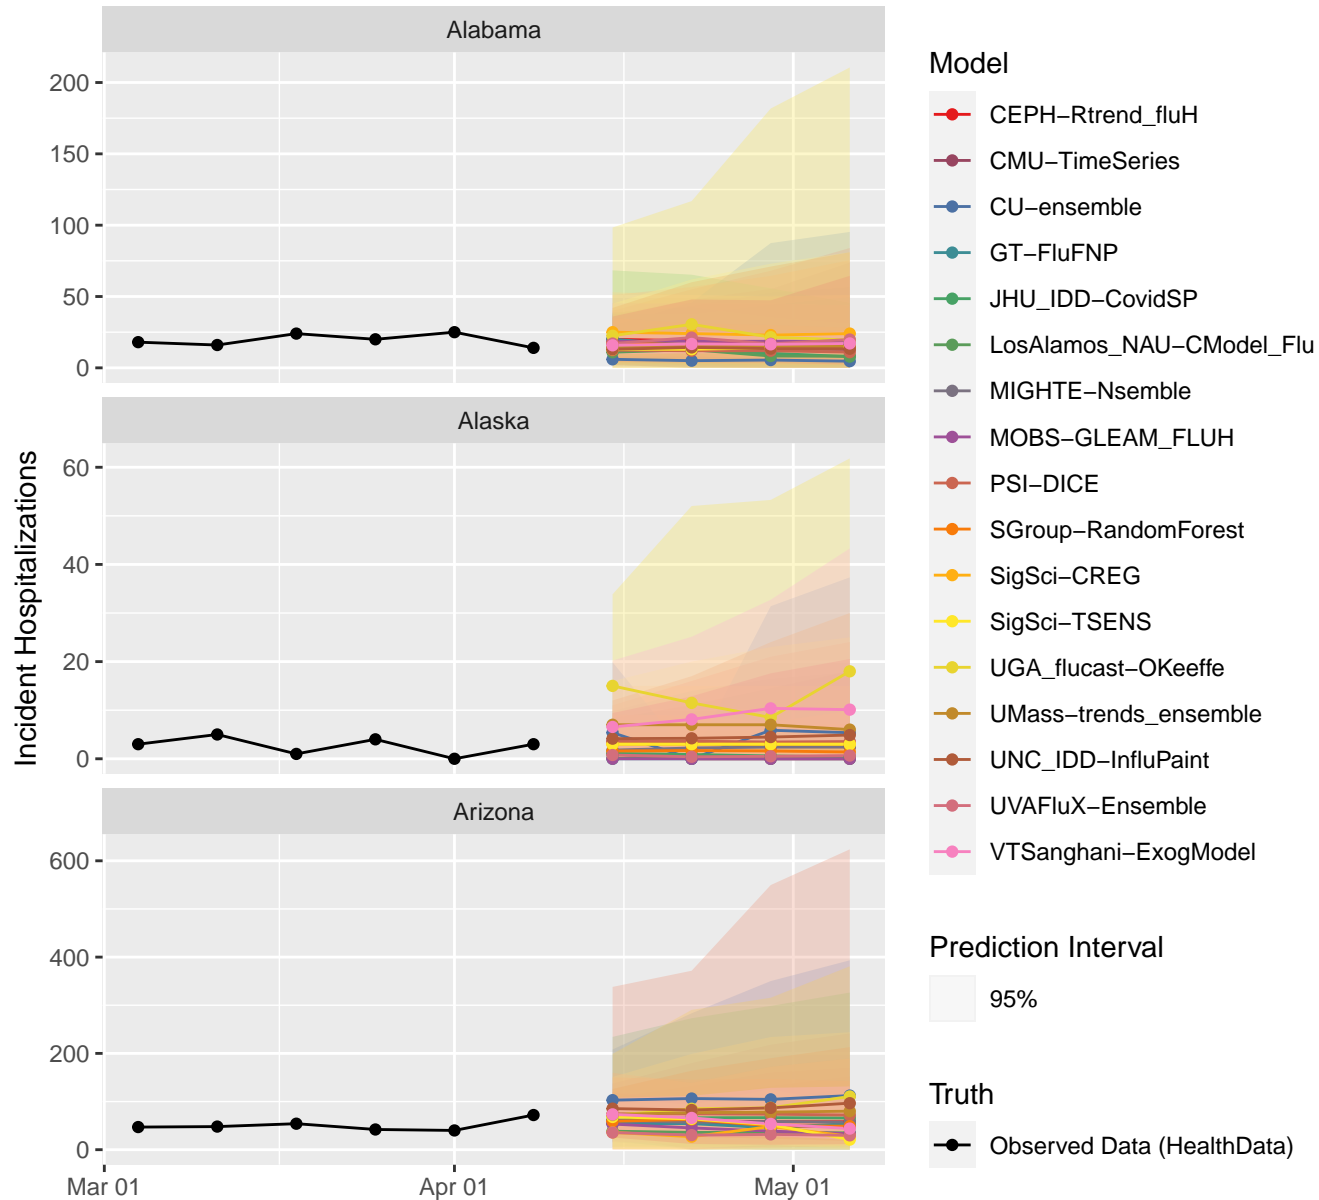 Incident Hospitalizations
Alabama
200
150
100
50
0
Alaska
60
40
20
0
Arizona
600
400
200
0
Mar 01
Apr 01
May 01
Model
CEPH−Rtrend_fluH
CMU−TimeSeries
CU−ensemble
GT−FluFNP
JHU_IDD−CovidSP
LosAlamos_NAU−CModel_Flu
MIGHTE−Nsemble
MOBS−GLEAM_FLUH
PSI−DICE
SGroup−RandomForest
SigSci−CREG
SigSci−TSENS
UGA_flucast−OKeeffe
UMass−trends_ensemble
UNC_IDD−InfluPaint
UVAFluX−Ensemble
VTSanghani−ExogModel
Prediction Interval
95%
Truth
Observed Data (HealthData)